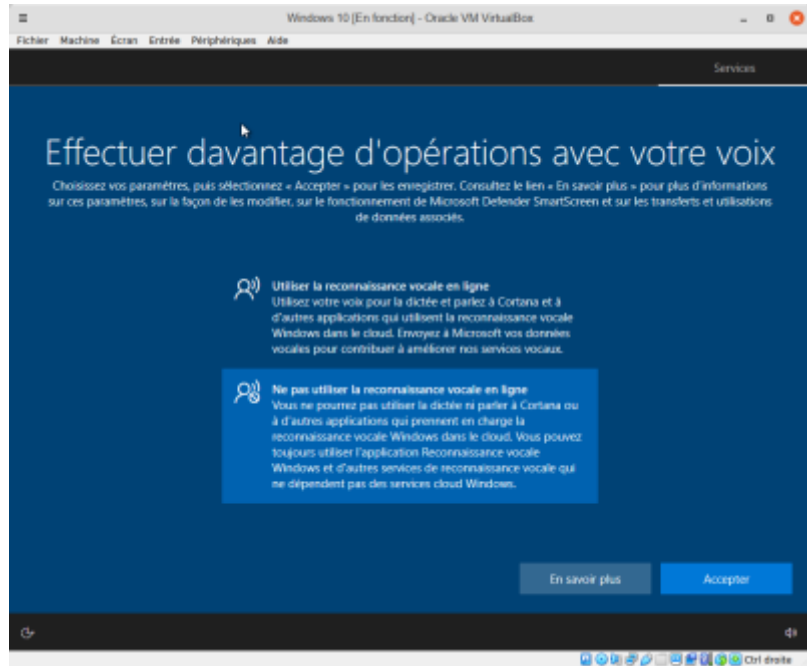 Windows 10 [En fonction] - Oracle VM VirtualBox
Fichier Machine Écran Entrée Périphériques Aide
Services
Effectuer davantage d'opérations avec votre voix
Choisissez vos paramètres, puis sélectionnez « Accepter » pour les enregistrer. Consultez le lien « En savoir plus » pour plus d'informations
sur ces paramètres, sur la façon de les modifier, sur le fonctionnement de Microsoft Defender SmartScreen et sur les transferts et utilisations
de données associés.
Utiliser la reconnaissance vocale en ligne
Utilisez votre voix pour la dictée et parlez à Cortana et à
d'autres applications qui utilisent la reconnaissance vocale
Windows dans le cloud. Envoyez à Microsoft vos données
vocales pour contribuer à améliorer nos services vocaux.
Ne pas utiliser la reconnaissance vocale en ligne
Vous ne pourrez pas utiliser la dictée ni parler à Cortana ou
à d'autres applications qui prennent en charge la
reconnaissance vocale Windows dans le cloud. Vous pouvez
toujours utiliser l'application Reconnaissance vocale
Windows et d'autres services de reconnaissance vocale qui
ne dépendent pas des services cloud Windows.
En savoir plus
Accepter
Ctrl droite